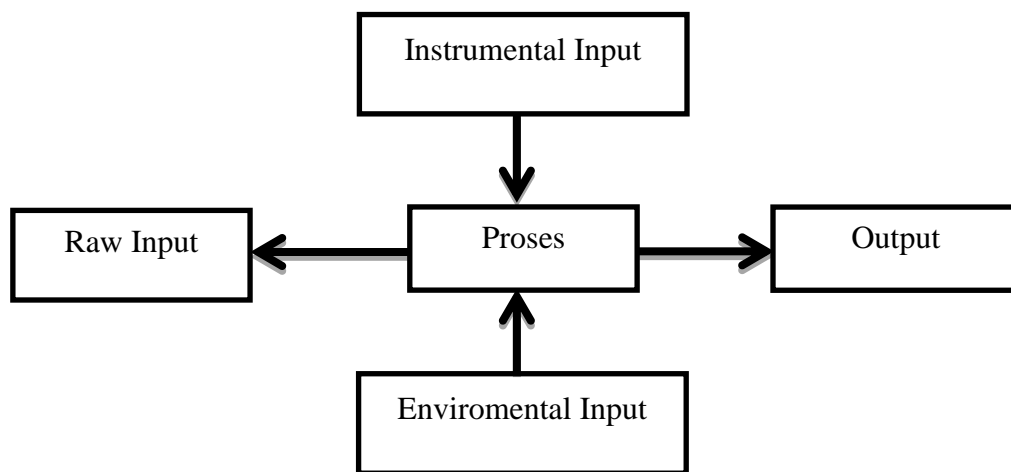 Instrumental Input
Raw Input
Proses
Output
Enviromental Input